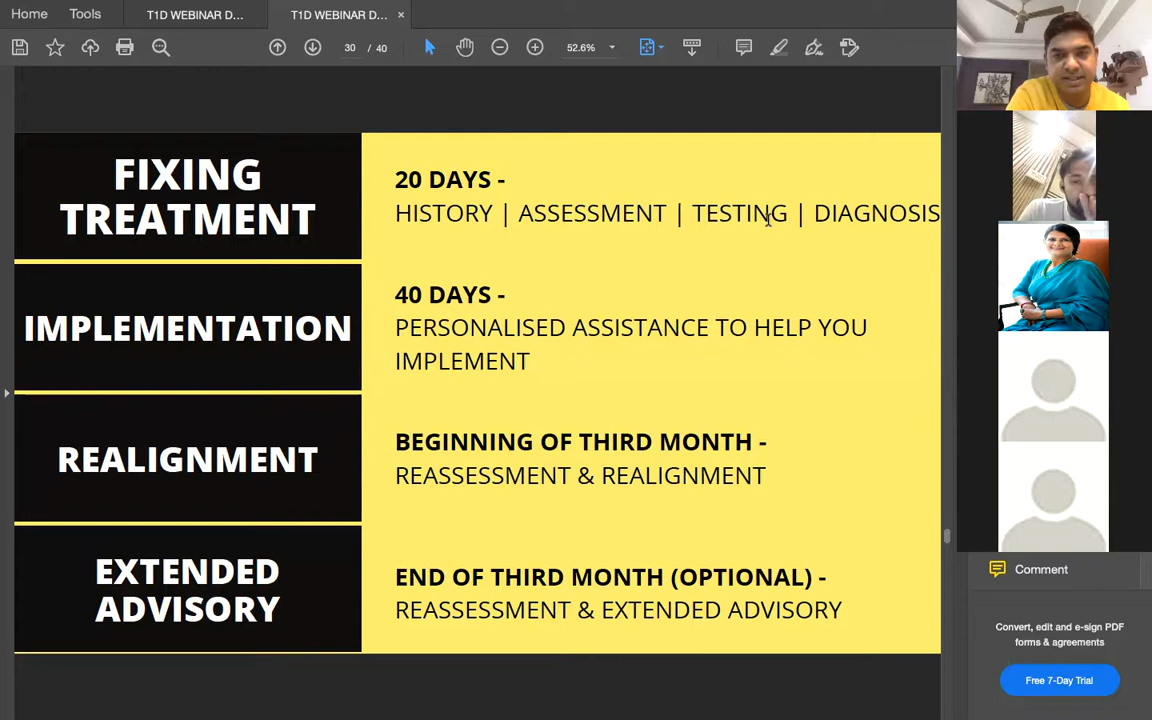 Home Tools T1D WEBINAR D... T1D WEBINAR D... ×
30 / 40 52.6%
FIXING
TREATMENT
20 DAYS -
HISTORY | ASSESSMENT | TESTING | DIAGNOSIS
IMPLEMENTATION
40 DAYS -
PERSONALISED ASSISTANCE TO HELP YOU
IMPLEMENT
REALIGNMENT
BEGINNING OF THIRD MONTH -
REASSESSMENT & REALIGNMENT
EXTENDED
ADVISORY
END OF THIRD MONTH (OPTIONAL) -
REASSESSMENT & EXTENDED ADVISORY
Comment
Convert, edit and e-sign PDF
forms & agreements
Free 7-Day Trial